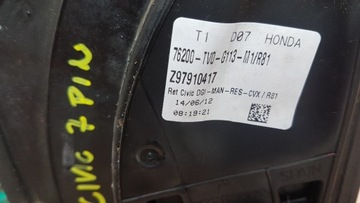 T1 D07 HONDA
76200-TV0-G113-M1/R81
Z97910417
Ret Civic DGI-MAN-RES-CVX/RS1
14/06/12
08:19:21
CIVIC 7 PIN